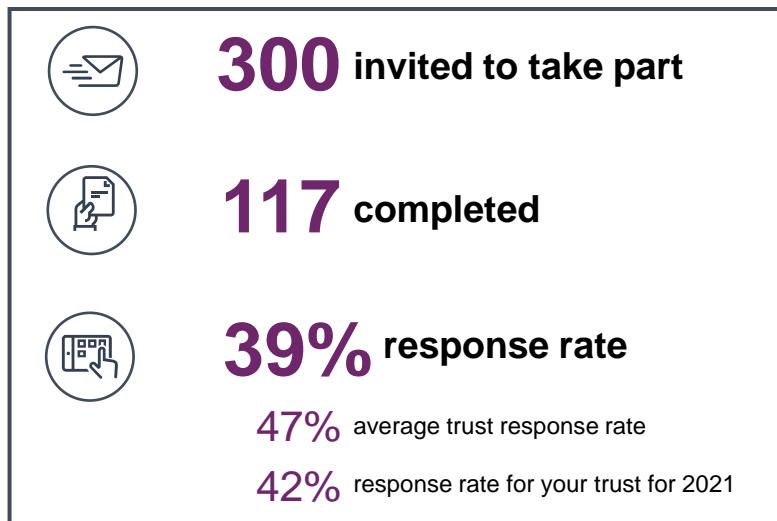 300 invited to take part
117 completed
39% response rate
47% average trust response rate
42% response rate for your trust for 2021